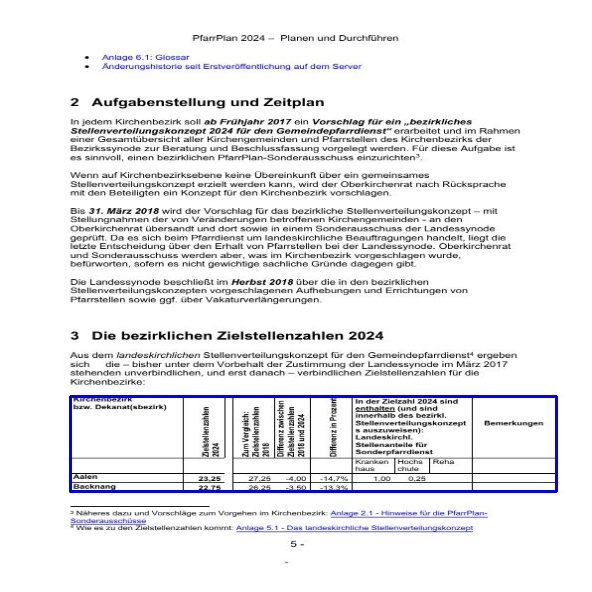 PfarrPlan 2024 – Planen und Durchführen
• Anlage 6.1: Glossar
• Änderungshistorie seit Erstveröffentlichung auf dem Server
2 Aufgabenstellung und Zeitplan
In jedem Kirchenbezirk soll ab Frühjahr 2017 ein Vorschlag für ein „bezirkliches
Stellenverteilungskonzept 2024 für den Gemeindepfarrdienst“ erarbeitet und im Rahmen
einer Gesamtübersicht aller Kirchengemeinden und Pfarrstellen des Kirchenbezirks der
Bezirkssynode zur Beratung und Beschlussfassung vorgelegt werden. Für diese Aufgabe ist
es sinnvoll, einen bezirklichen PfarrPlan-Sonderausschuss einzurichten³.
Wenn auf Kirchenbezirksebene keine Übereinkunft über ein gemeinsames
Stellenverteilungskonzept erzielt werden kann, wird der Oberkirchenrat nach Rücksprache
mit den Beteiligten ein Konzept für den Kirchenbezirk vorschlagen.
Bis 31. März 2018 wird der Vorschlag für das bezirkliche Stellenverteilungskonzept – mit
Stellungnahmen der von Veränderungen betroffenen Kirchengemeinden - an den
Oberkirchenrat übersandt und dort sowie in einem Sonderausschuss der Landessynode
geprüft. Da es sich beim Pfarrdienst um landeskirchliche Beauftragungen handelt, liegt die
letzte Entscheidung über den Erhalt von Pfarrstellen bei der Landessynode. Oberkirchenrat
und Sonderausschuss werden aber, was im Kirchenbezirk vorgeschlagen wurde,
befürworten, sofern es nicht gewichtige sachliche Gründe dagegen gibt.
Die Landessynode beschließt im Herbst 2018 über die in den bezirklichen
Stellenverteilungskonzepten vorgeschlagenen Aufhebungen und Errichtungen von
Pfarrstellen sowie ggf. über Vakaturverlängerungen.
3 Die bezirklichen Zielstellenzahlen 2024
Aus dem landeskirchlichen Stellenverteilungskonzept für den Gemeindepfarrdienst⁴ ergeben
sich die – bisher unter dem Vorbehalt der Zustimmung der Landessynode im März 2017
stehenden unverbindlichen, und erst danach – verbindlichen Zielstellenzahlen für die
Kirchenbezirke:
Kirchenbezirk
bzw. Dekanat(sbezirk)
Zielstellenzahlen
2024
Zum Vergleich:
Zielstellenzahlen
2018
Differenz zwischen
Zielstellenzahlen
2018 und 2024
Differenz in Prozent
In der Zielzahl 2024 sind
enthalten (und sind
innerhalb des bezirkl.
Stellenverteilungskonzept
s auszuweisen):
Landeskirchl.
Stellenanteile für
Sonderpfarrdienst
Bemerkungen
Kranken
haus
Hochs
chule
Reha
Aalen 23,25 27,25 -4,00 -14,7% 1,00 0,25
Backnang 22,75 26,25 -3,50 -13,3%
³ Näheres dazu und Vorschläge zum Vorgehen im Kirchenbezirk: Anlage 2.1 - Hinweise für die PfarrPlan-
Sonderausschüsse
⁴ Wie es zu den Zielstellenzahlen kommt: Anlage 5.1 - Das landeskirchliche Stellenverteilungskonzept
5 -
-